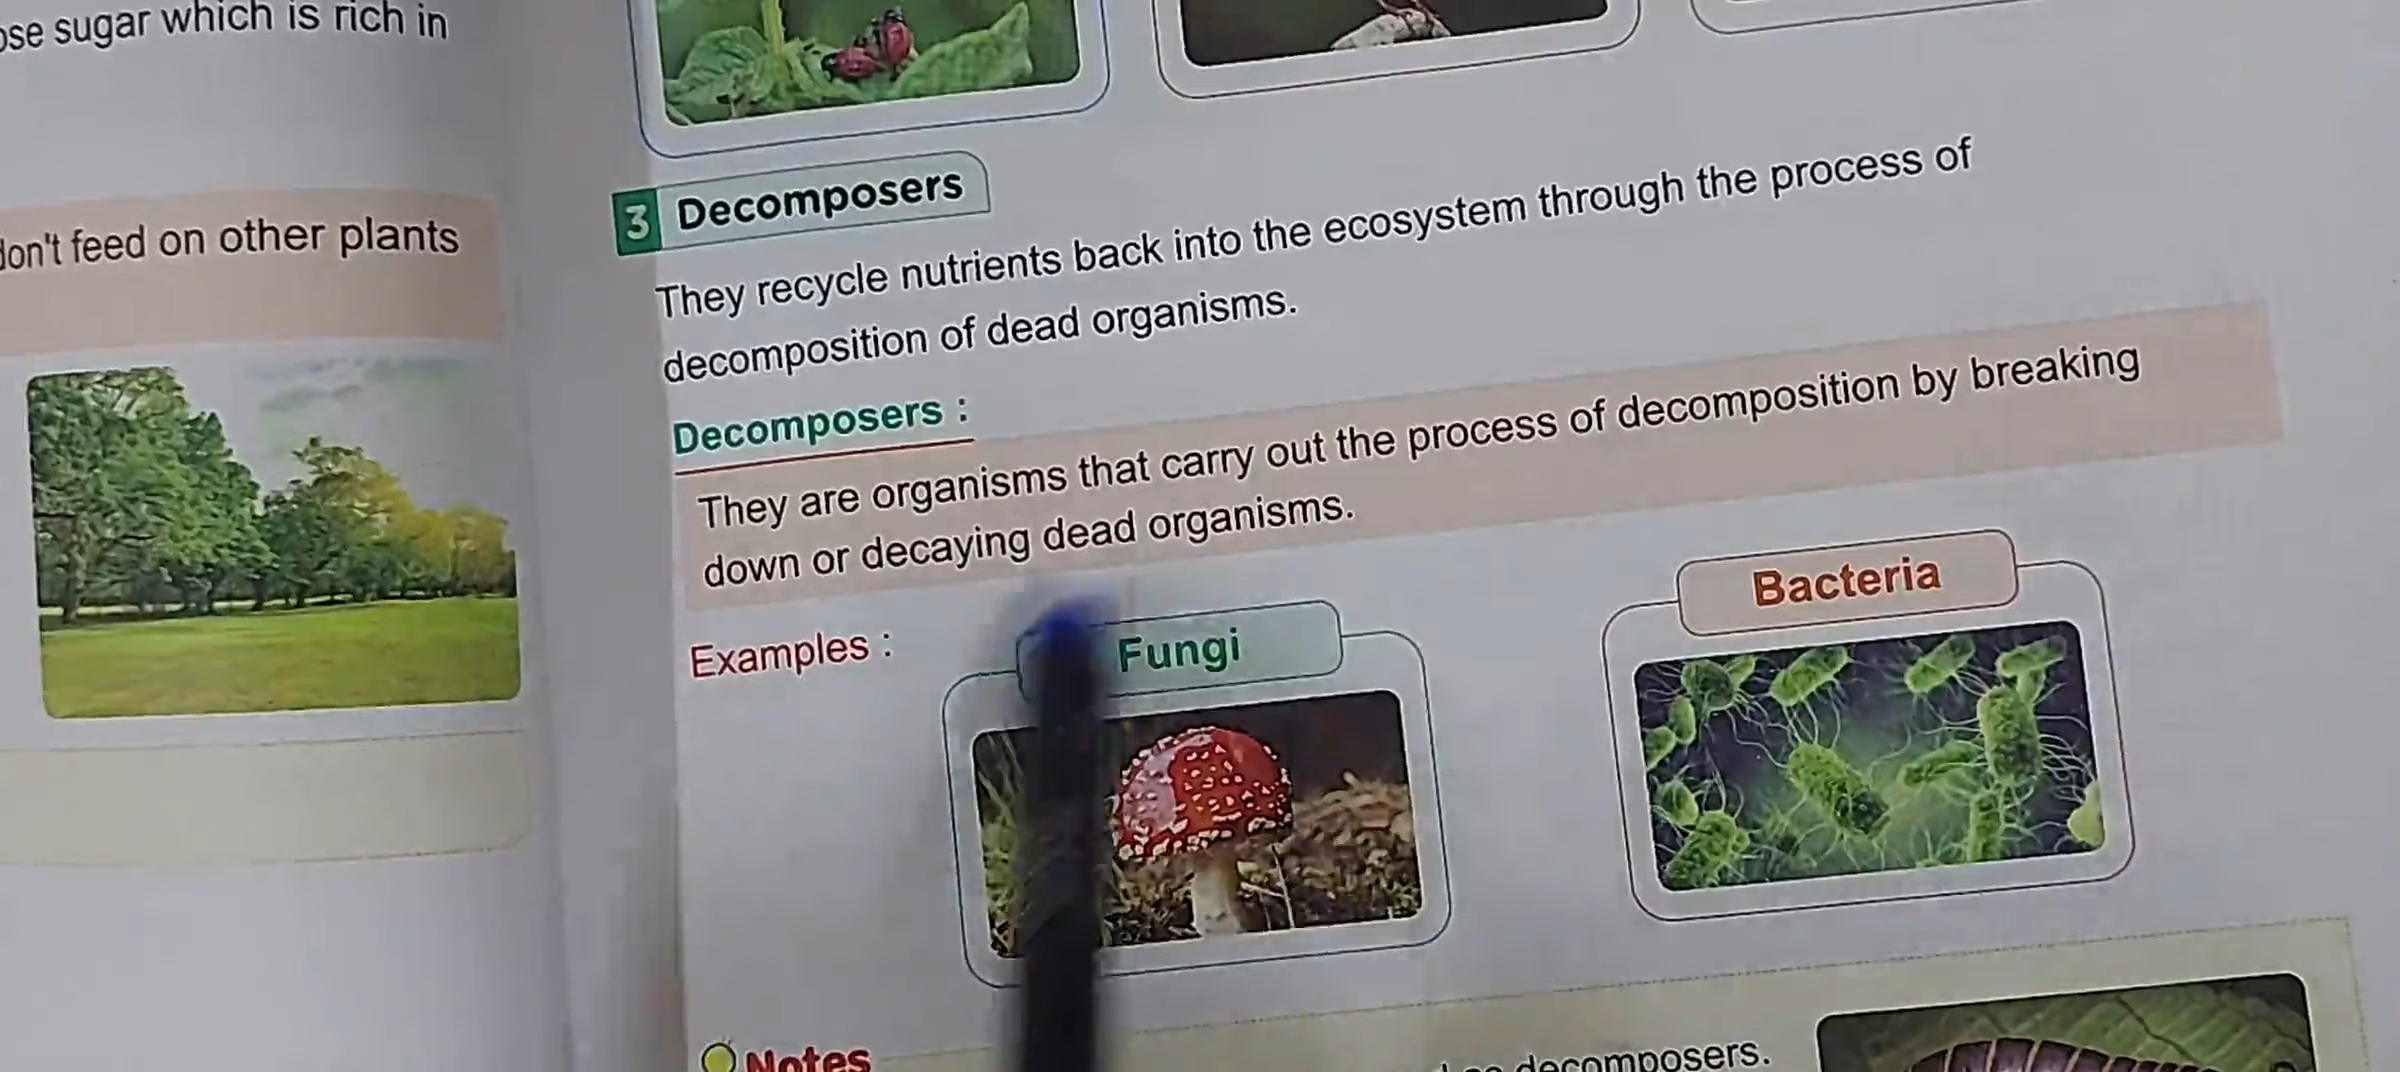 ose sugar which is rich in
don't feed on other plants
3 Decomposers
They recycle nutrients back into the ecosystem through the process of
decomposition of dead organisms.
Decomposers :
They are organisms that carry out the process of decomposition by breaking
down or decaying dead organisms.
Examples :
Fungi
Bacteria
Notes
decomposers.